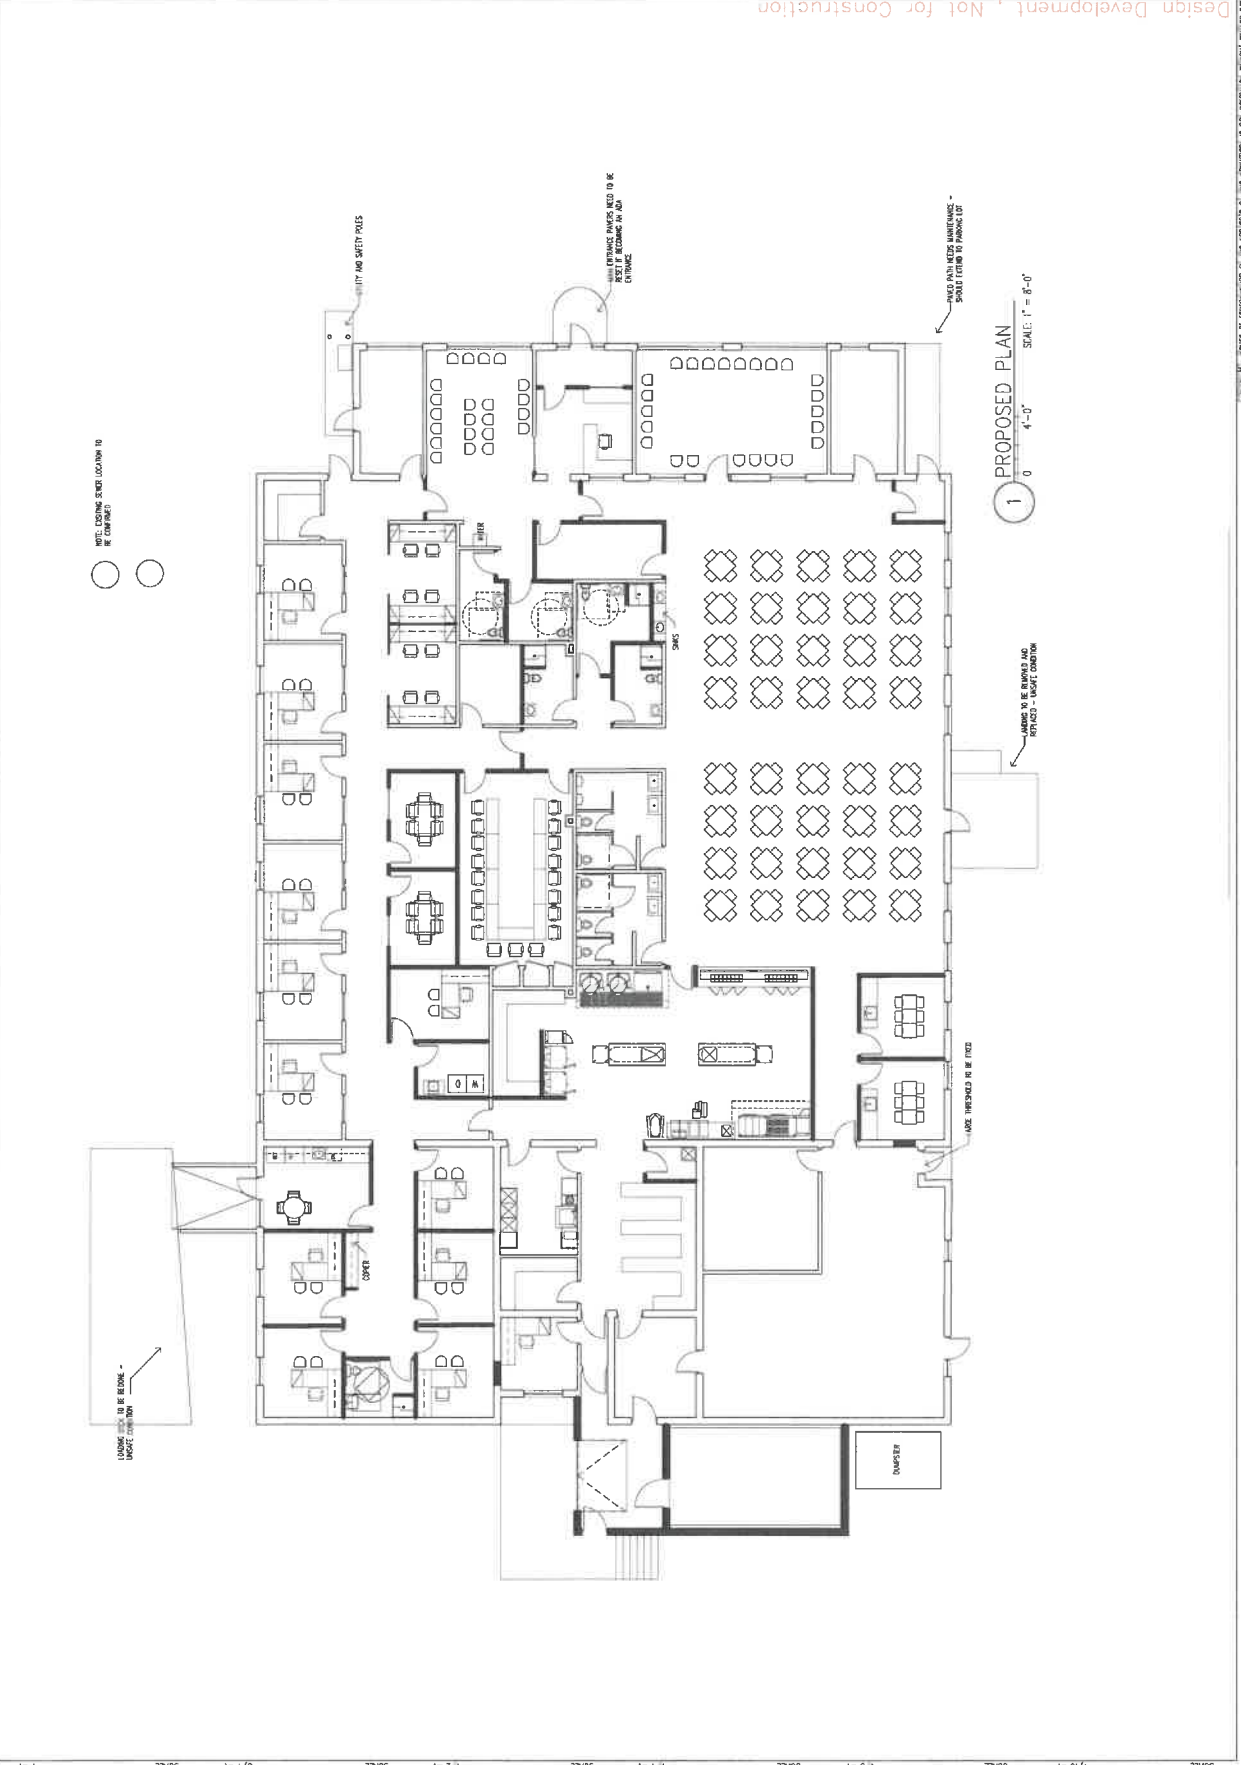 Design Development , Not for Construction
UTILITY AND SAFETY POLES
ENTRANCE PAVERS NEED TO BE
RESET IF BECOMING AN ADA
ENTRANCE
PAVED PATH NEEDS MAINTENANCE -
SHOULD EXTEND TO PARKING LOT
NOTE: EXISTING SEWER LOCATION TO
BE CONFIRMED
1
PROPOSED PLAN
SCALE: 1" = 8'-0"
0
4'-0"
SINKS
LANDING TO BE REMOVED AND
REPLACED - UNSAFE CONDITION
THRESHOLD TO BE FIXED
COPIER
LOADING DOCK TO BE REDONE -
UNSAFE CONDITION
DUMPSTER